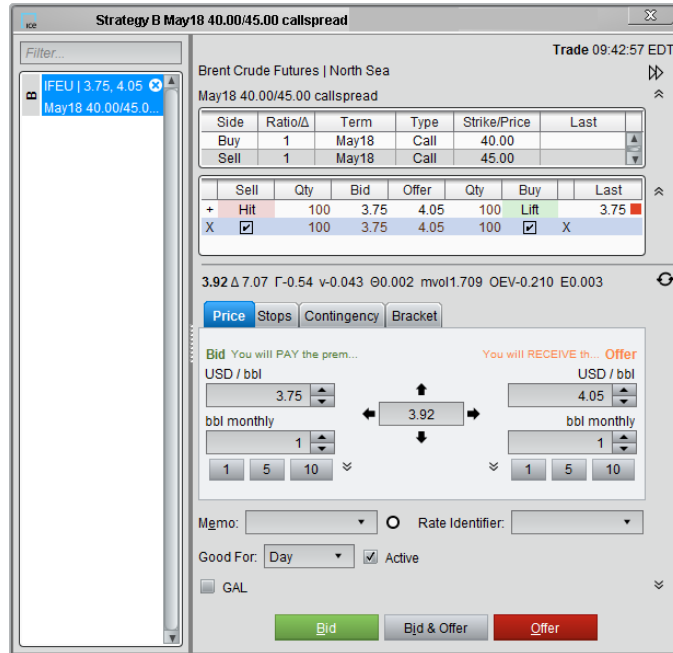 ice
Strategy B May18 40.00/45.00 callspread
X
Filter...
Trade 09:42:57 EDT
B
IFEU | 3.75, 4.05
May18 40.00/45.0...
Brent Crude Futures | North Sea
May18 40.00/45.00 callspread
Side Ratio/Δ Term Type Strike/Price Last
Buy 1 May18 Call 40.00
Sell 1 May18 Call 45.00
Sell Qty Bid Offer Qty Buy Last
+ Hit 100 3.75 4.05 100 Lift 3.75
X 100 3.75 4.05 100 X
3.92 Δ 7.07 Γ-0.54 v-0.043 Θ0.002 mvol1.709 OEV-0.210 E0.003
Price Stops Contingency Bracket
Bid You will PAY the prem... You will RECEIVE th... Offer
USD / bbl USD / bbl
3.75 3.92 4.05
bbl monthly bbl monthly
1 1
1 5 10 1 5 10
Memo: Rate Identifier:
Good For: Day Active
GAL
Bid Bid & Offer Offer